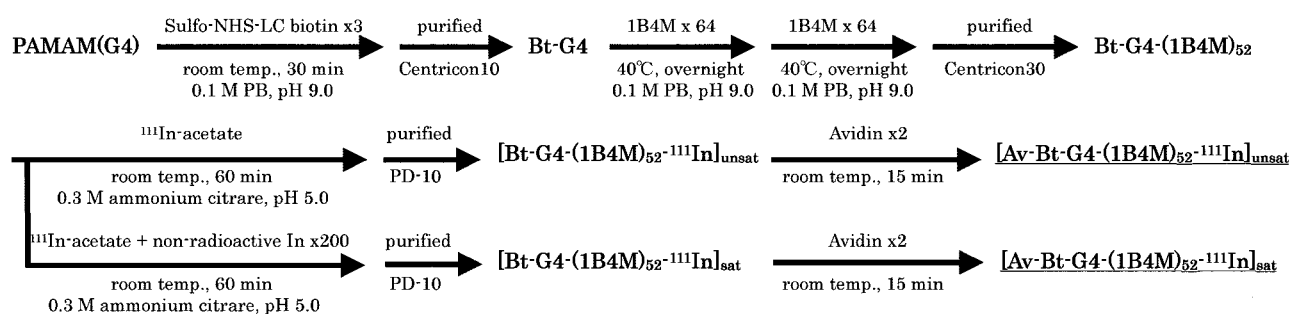 Sulfo-NHS-LC biotin x3 purified 1B4M x 64 1B4M x 64 purified
PAMAM(G4) Bt-G4 Bt-G4-(1B4M)₅₂
room temp., 30 min Centricon10 40℃, overnight 40℃, overnight Centricon30
0.1 M PB, pH 9.0 0.1 M PB, pH 9.0 0.1 M PB, pH 9.0
¹¹¹In-acetate purified Avidin x2
[Bt-G4-(1B4M)₅₂-¹¹¹In]unsat [Av-Bt-G4-(1B4M)₅₂-¹¹¹In]unsat
room temp., 60 min PD-10 room temp., 15 min
0.3 M ammonium citrare, pH 5.0
¹¹¹In-acetate + non-radioactive In x200 purified Avidin x2
[Bt-G4-(1B4M)₅₂-¹¹¹In]sat [Av-Bt-G4-(1B4M)₅₂-¹¹¹In]sat
room temp., 60 min PD-10 room temp., 15 min
0.3 M ammonium citrare, pH 5.0